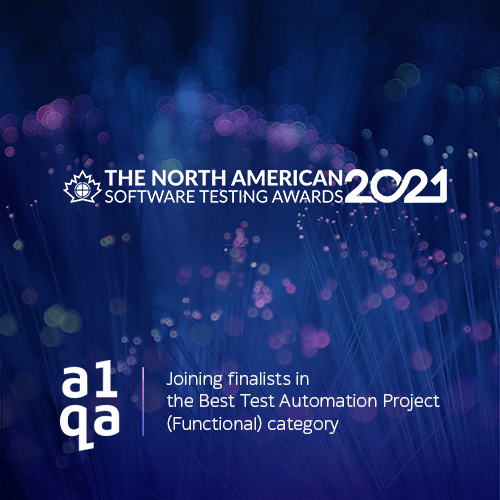 THE NORTH AMERICAN
SOFTWARE TESTING AWARDS 2021
a1
qa
Joining finalists in
the Best Test Automation Project
(Functional) category